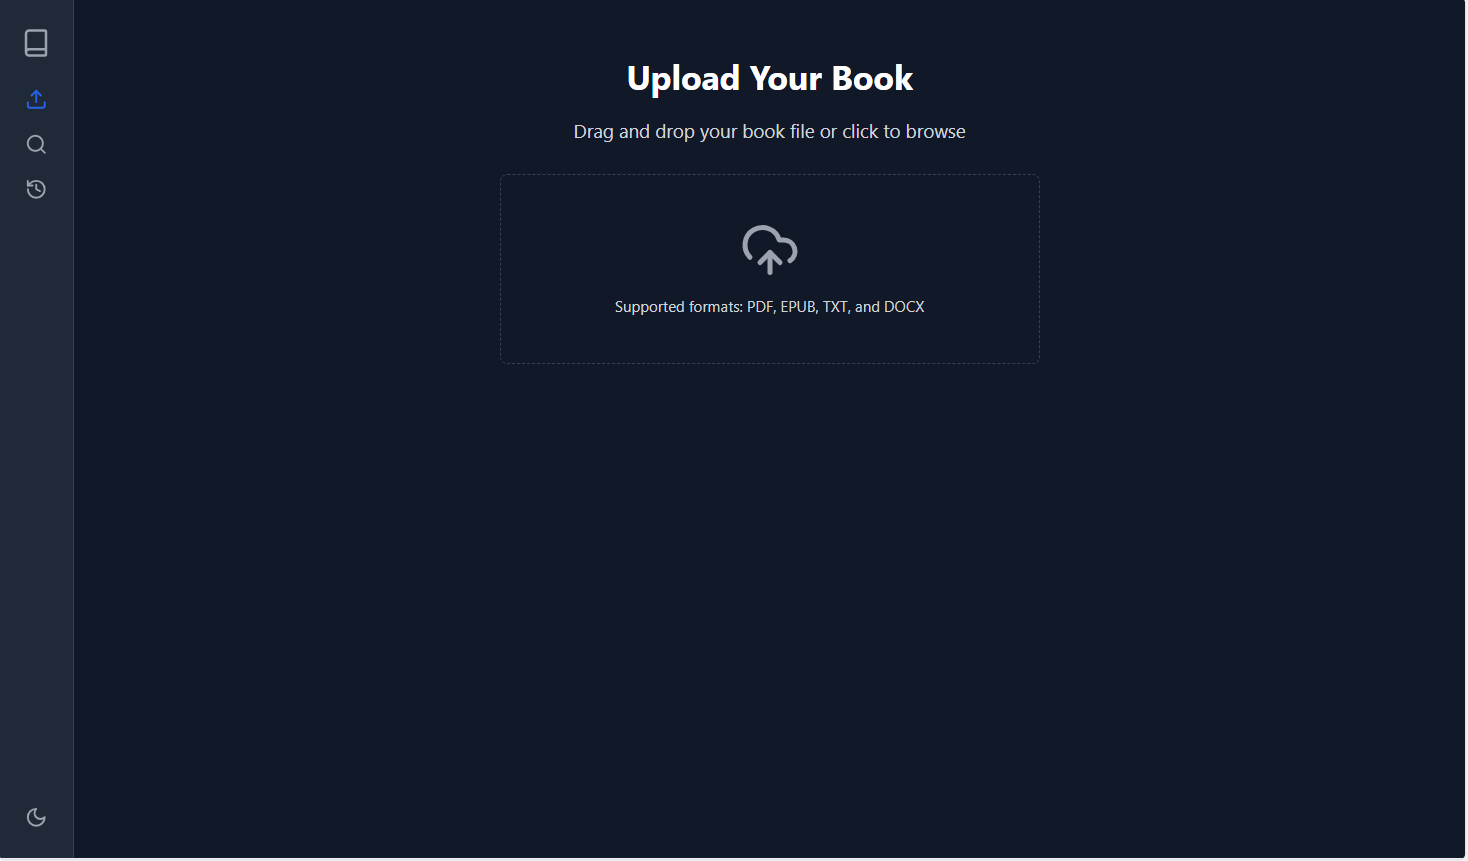 Upload Your Book
Drag and drop your book file or click to browse
Supported formats: PDF, EPUB, TXT, and DOCX